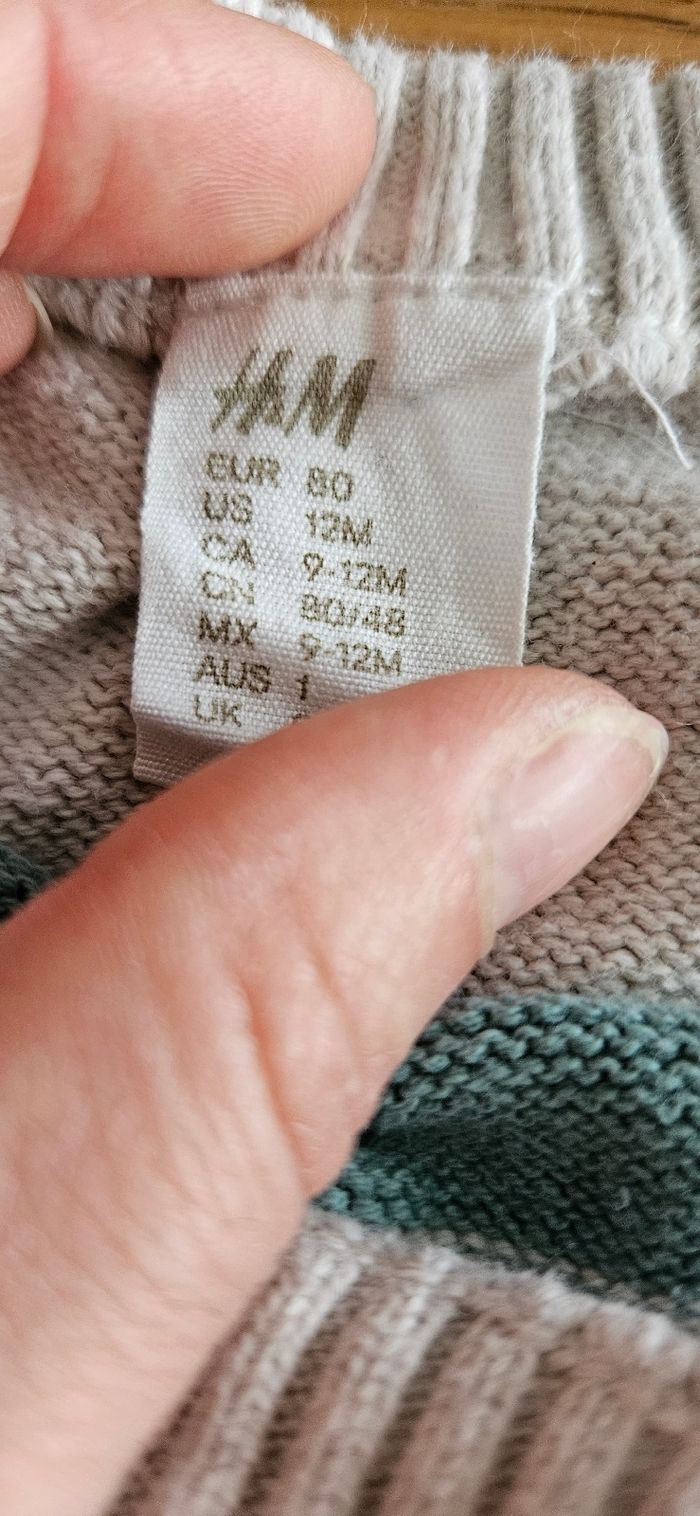 H&M
EUR 80
US 12M
CA 9-12M
CN 80/48
MX 9-12M
AUS 1
UK